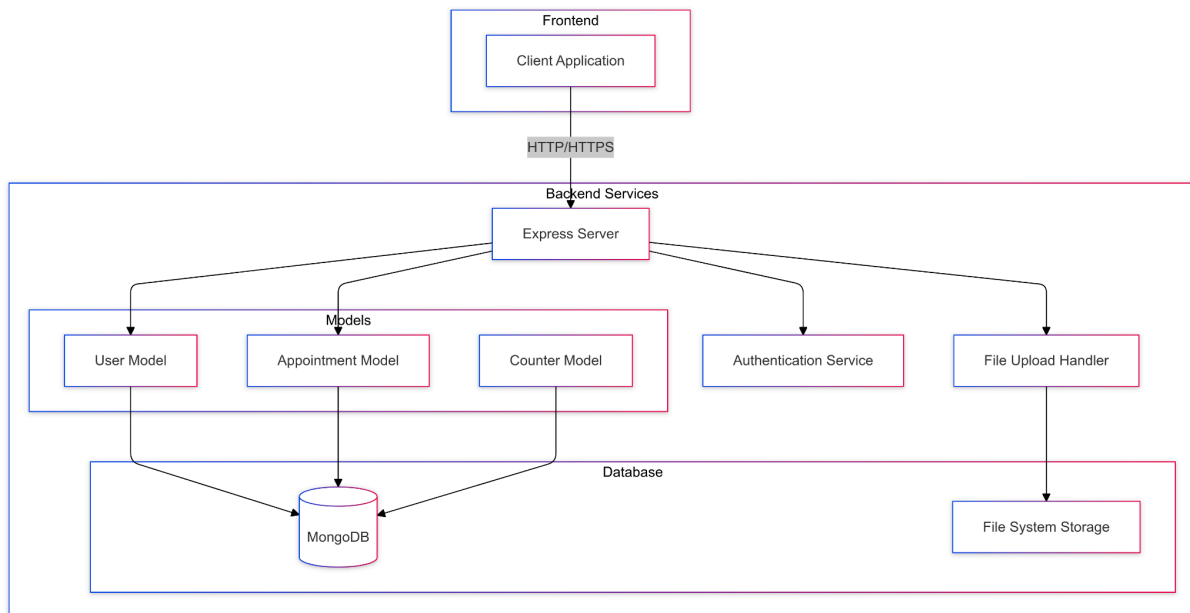 Frontend
Client Application
HTTP/HTTPS
Backend Services
Express Server
Models
User Model
Appointment Model
Counter Model
Authentication Service
File Upload Handler
Database
MongoDB
File System Storage